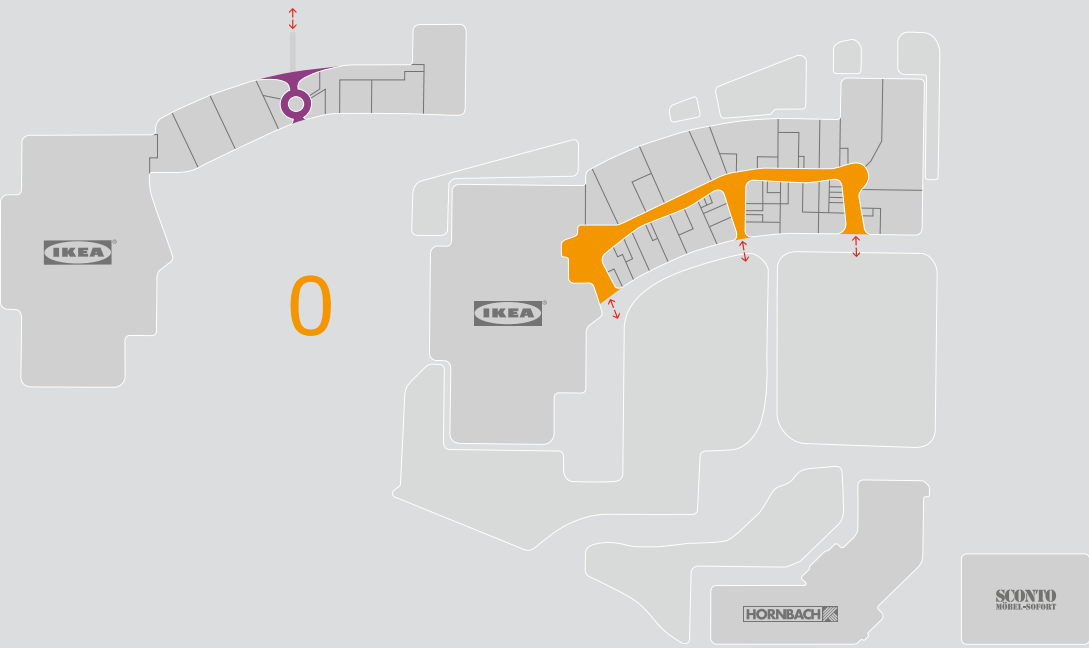 IKEA®
0
IKEA®
HORNBACH
SCONTO
MÖBEL-SOFORT